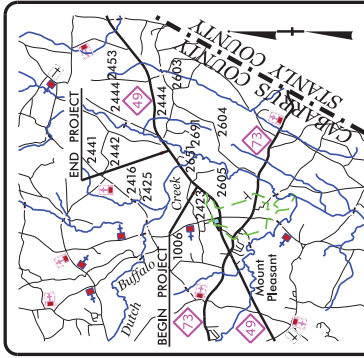 CABARRUS COUNTY
STANLY COUNTY
END PROJECT
2453
2444
49
2444
2603
2441
2442
2416
2425
2691
2604
2651
2605
73
2423
Creek
Buffalo
Dutch
1006
BEGIN PROJECT
73
49
Mount
Pleasant